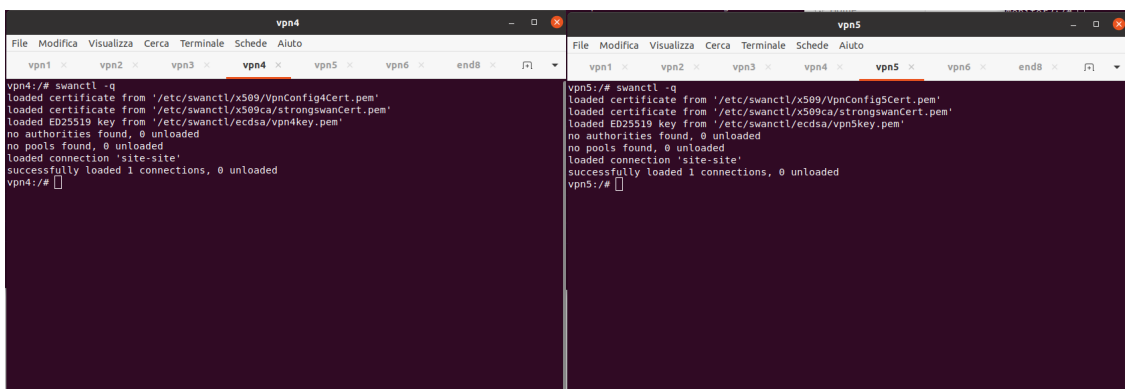 vpn4
File Modifica Visualizza Cerca Terminale Schede Aiuto
vpn1 × vpn2 × vpn3 × vpn4 × vpn5 × vpn6 × end8 ×
vpn4:/# swanctl -q
loaded certificate from '/etc/swanctl/x509/VpnConfig4Cert.pem'
loaded certificate from '/etc/swanctl/x509ca/strongswanCert.pem'
loaded ED25519 key from '/etc/swanctl/ecdsa/vpn4key.pem'
no authorities found, 0 unloaded
no pools found, 0 unloaded
loaded connection 'site-site'
successfully loaded 1 connections, 0 unloaded
vpn4:/#
vpn5
File Modifica Visualizza Cerca Terminale Schede Aiuto
vpn1 × vpn2 × vpn3 × vpn4 × vpn5 × vpn6 × end8 ×
vpn5:/# swanctl -q
loaded certificate from '/etc/swanctl/x509/VpnConfig5Cert.pem'
loaded certificate from '/etc/swanctl/x509ca/strongswanCert.pem'
loaded ED25519 key from '/etc/swanctl/ecdsa/vpn5key.pem'
no authorities found, 0 unloaded
no pools found, 0 unloaded
loaded connection 'site-site'
successfully loaded 1 connections, 0 unloaded
vpn5:/#